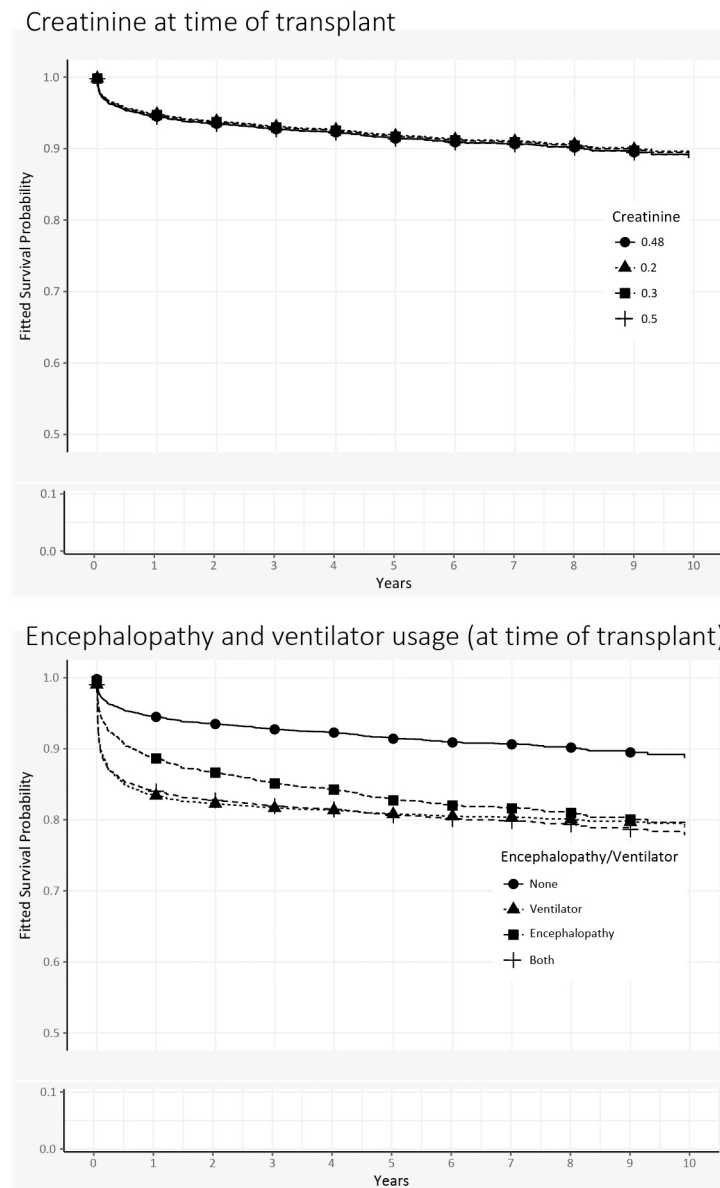 Creatinine at time of transplant
1.0
0.9
0.8
0.7
0.6
0.5
Fitted Survival Probability
Creatinine
0.48
0.2
0.3
0.5
0.1
0.0
0 1 2 3 4 5 6 7 8 9 10
Years
Encephalopathy and ventilator usage (at time of transplant)
1.0
0.9
0.8
0.7
0.6
0.5
Fitted Survival Probability
Encephalopathy/Ventilator
None
Ventilator
Encephalopathy
Both
0.1
0.0
0 1 2 3 4 5 6 7 8 9 10
Years